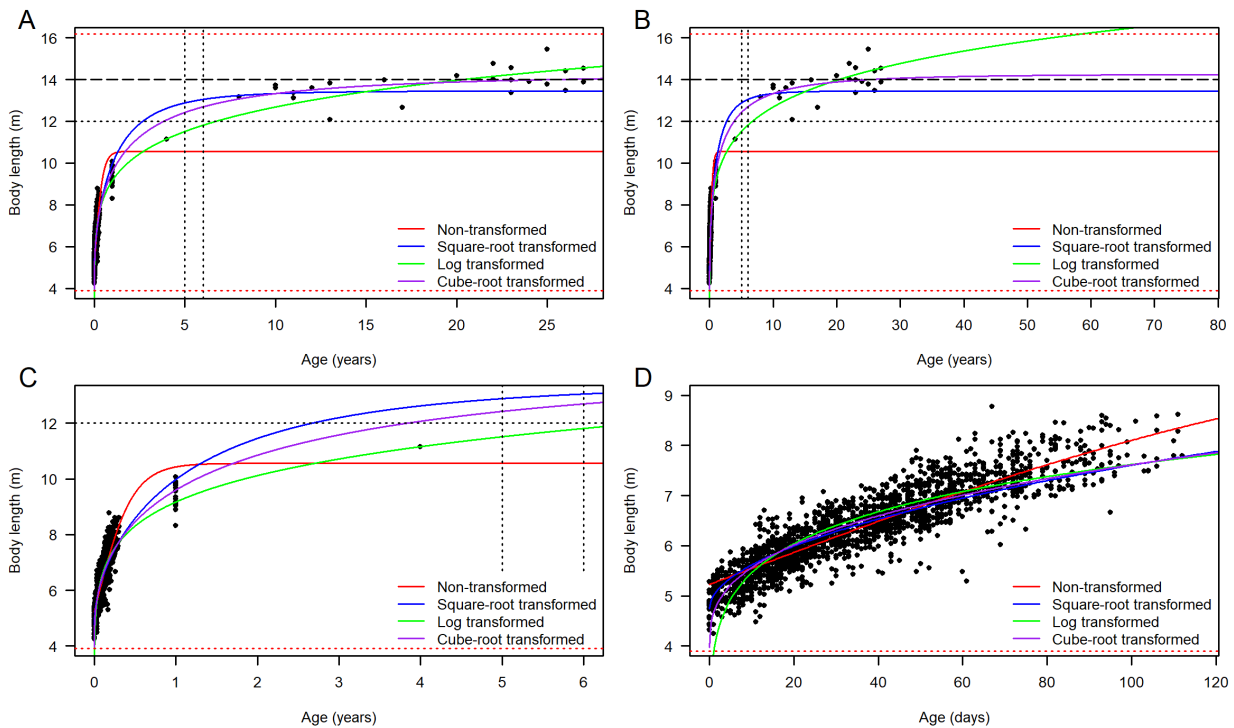 A
Body length (m)
16
14
12
10
8
6
4
Non-transformed
Square-root transformed
Log transformed
Cube-root transformed
0 5 10 15 20 25
Age (years)
B
Body length (m)
16
14
12
10
8
6
4
Non-transformed
Square-root transformed
Log transformed
Cube-root transformed
0 10 20 30 40 50 60 70 80
Age (years)
C
Body length (m)
12
10
8
6
4
Non-transformed
Square-root transformed
Log transformed
Cube-root transformed
0 1 2 3 4 5 6
Age (years)
D
Body length (m)
9
8
7
6
5
4
Non-transformed
Square-root transformed
Log transformed
Cube-root transformed
0 20 40 60 80 100 120
Age (days)